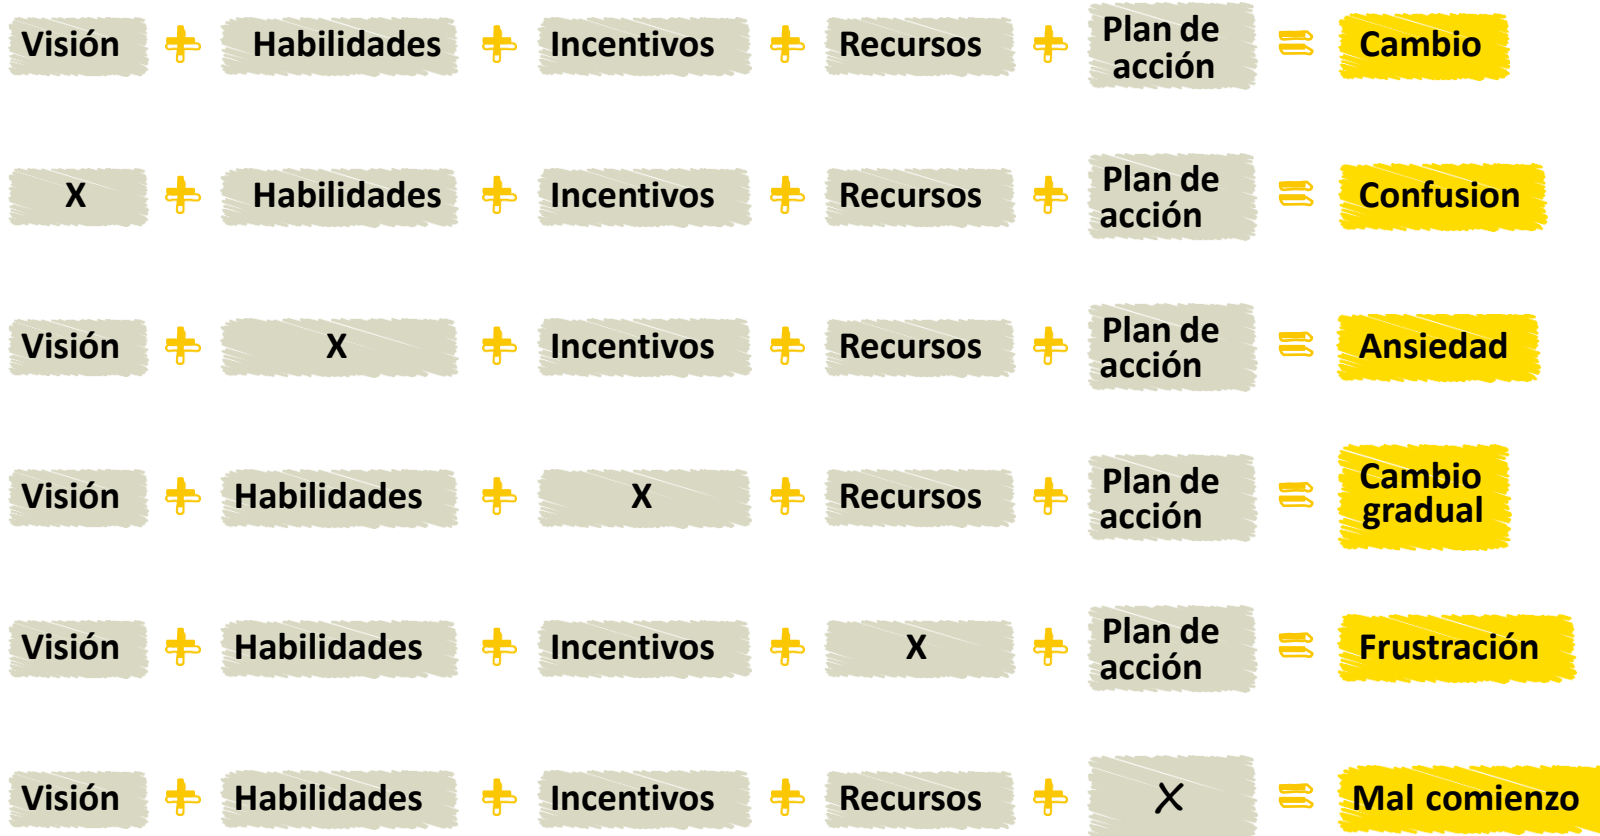 Visión + Habilidades + Incentivos + Recursos + Plan de acción = Cambio
X + Habilidades + Incentivos + Recursos + Plan de acción = Confusion
Visión + X + Incentivos + Recursos + Plan de acción = Ansiedad
Visión + Habilidades + X + Recursos + Plan de acción = Cambio gradual
Visión + Habilidades + Incentivos + X + Plan de acción = Frustración
Visión + Habilidades + Incentivos + Recursos + X = Mal comienzo